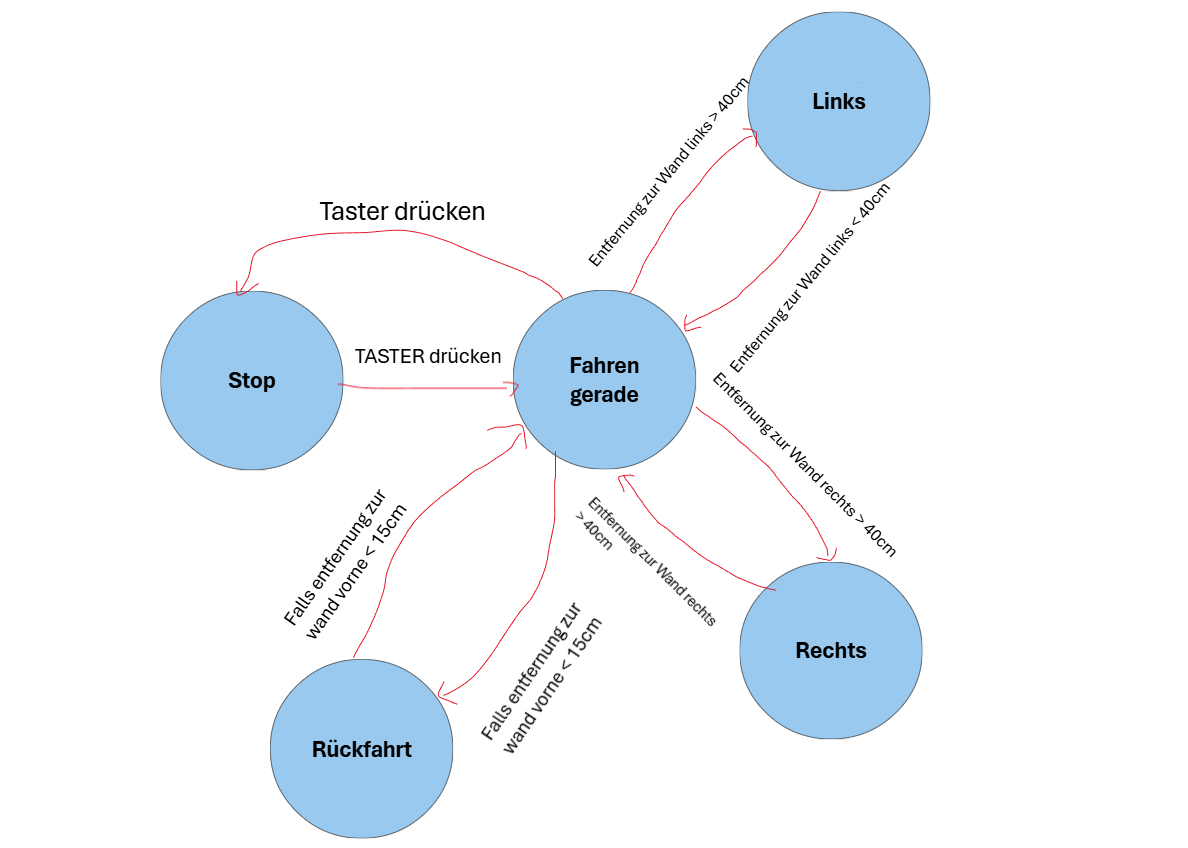 Links
Entfernung zur Wand links > 40cm
Entfernung zur Wand links < 40cm
Taster drücken
TASTER drücken
Stop
Fahren
gerade
Entfernung zur Wand rechts > 40cm
Entfernung zur Wand rechts
> 40cm
Falls entfernung zur
wand vorne < 15cm
Falls entfernung zur
wand vorne < 15cm
Rechts
Rückfahrt